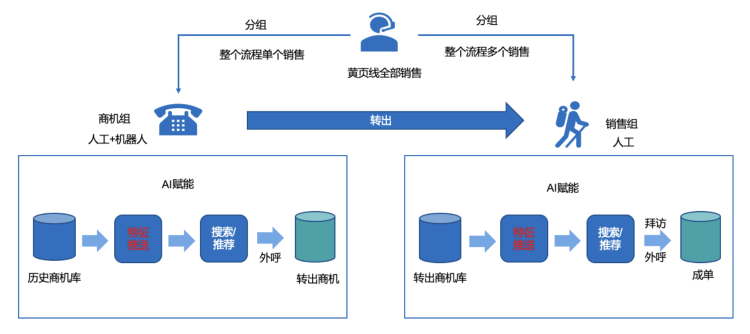 分组
分组
整个流程单个销售
整个流程多个销售
黄页线全部销售
商机组
人工+机器人
转出
销售组
人工
AI赋能
AI赋能
特征
搜索/
推荐
外呼
历史商机库
转出商机
特征
搜索/
推荐
拜访
外呼
转出商机库
成单